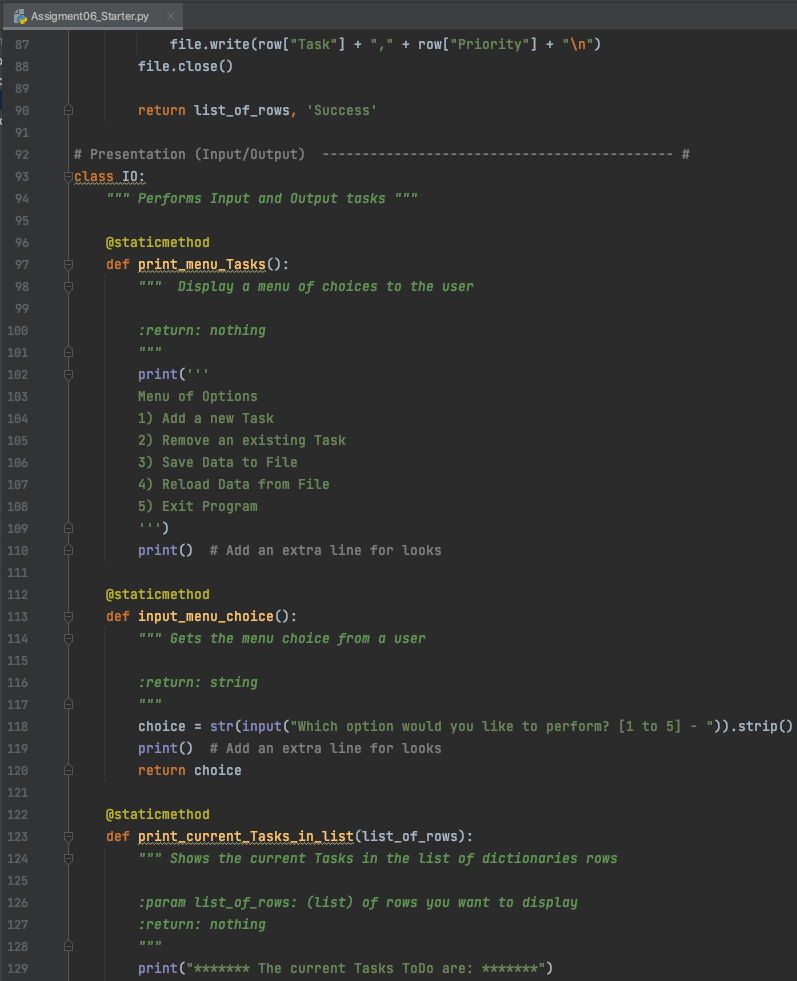 Assigment06_Starter.py
87 file.write(row["Task"] + "," + row["Priority"] + "\n")
88 file.close()
89
90 return list_of_rows, 'Success'
91
92 # Presentation (Input/Output)  -------------------------------------------- #
93 class IO:
94 """ Performs Input and Output tasks """
95
96 @staticmethod
97 def print_menu_Tasks():
98 """  Display a menu of choices to the user
99
100 :return: nothing
101 """
102 print('''
103 Menu of Options
104 1) Add a new Task
105 2) Remove an existing Task
106 3) Save Data to File
107 4) Reload Data from File
108 5) Exit Program
109 ''')
110 print()  # Add an extra line for looks
111
112 @staticmethod
113 def input_menu_choice():
114 """ Gets the menu choice from a user
115
116 :return: string
117 """
118 choice = str(input("Which option would you like to perform? [1 to 5] - ")).strip()
119 print()  # Add an extra line for looks
120 return choice
121
122 @staticmethod
123 def print_current_Tasks_in_list(list_of_rows):
124 """ Shows the current Tasks in the list of dictionaries rows
125
126 :param list_of_rows: (list) of rows you want to display
127 :return: nothing
128 """
129 print("******* The current Tasks ToDo are: *******")